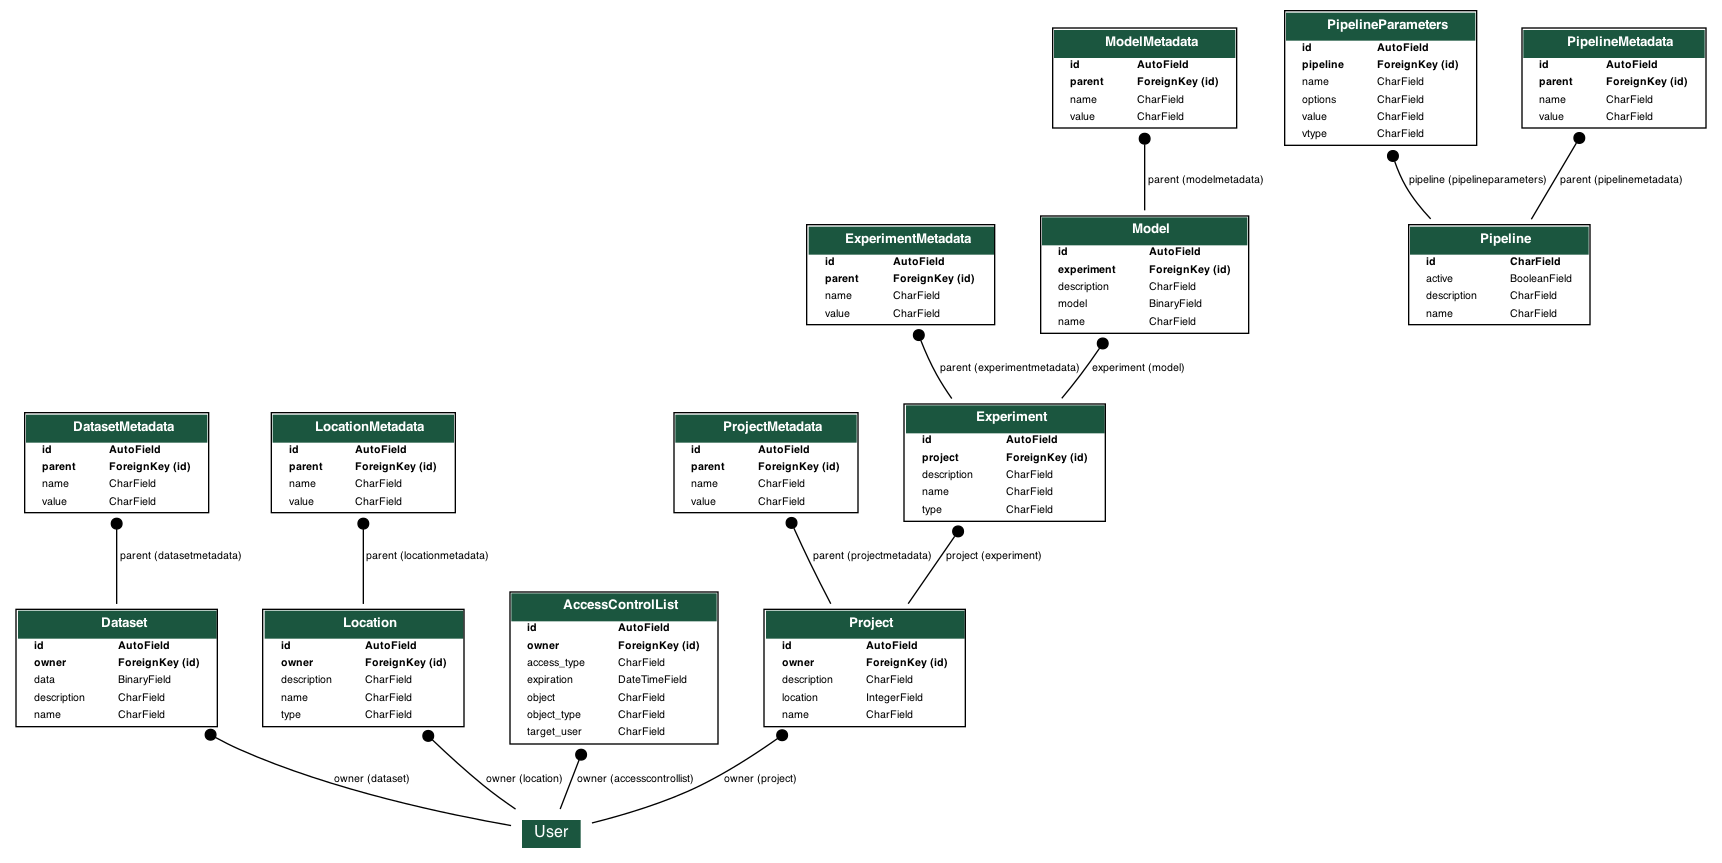 ModelMetadata
id AutoField
parent ForeignKey (id)
name CharField
value CharField
PipelineParameters
id AutoField
pipeline ForeignKey (id)
name CharField
options CharField
value CharField
vtype CharField
PipelineMetadata
id AutoField
parent ForeignKey (id)
name CharField
value CharField
parent (modelmetadata)
pipeline (pipelineparameters)
parent (pipelinemetadata)
ExperimentMetadata
id AutoField
parent ForeignKey (id)
name CharField
value CharField
Model
id AutoField
experiment ForeignKey (id)
description CharField
model BinaryField
name CharField
Pipeline
id CharField
active BooleanField
description CharField
name CharField
parent (experimentmetadata)
experiment (model)
DatasetMetadata
id AutoField
parent ForeignKey (id)
name CharField
value CharField
LocationMetadata
id AutoField
parent ForeignKey (id)
name CharField
value CharField
ProjectMetadata
id AutoField
parent ForeignKey (id)
name CharField
value CharField
Experiment
id AutoField
project ForeignKey (id)
description CharField
name CharField
type CharField
parent (datasetmetadata)
parent (locationmetadata)
parent (projectmetadata)
project (experiment)
Dataset
id AutoField
owner ForeignKey (id)
data BinaryField
description CharField
name CharField
Location
id AutoField
owner ForeignKey (id)
description CharField
name CharField
type CharField
AccessControlList
id AutoField
owner ForeignKey (id)
access_type CharField
expiration DateTimeField
object CharField
object_type CharField
target_user CharField
Project
id AutoField
owner ForeignKey (id)
description CharField
location IntegerField
name CharField
owner (dataset)
owner (location)
owner (accesscontrollist)
owner (project)
User